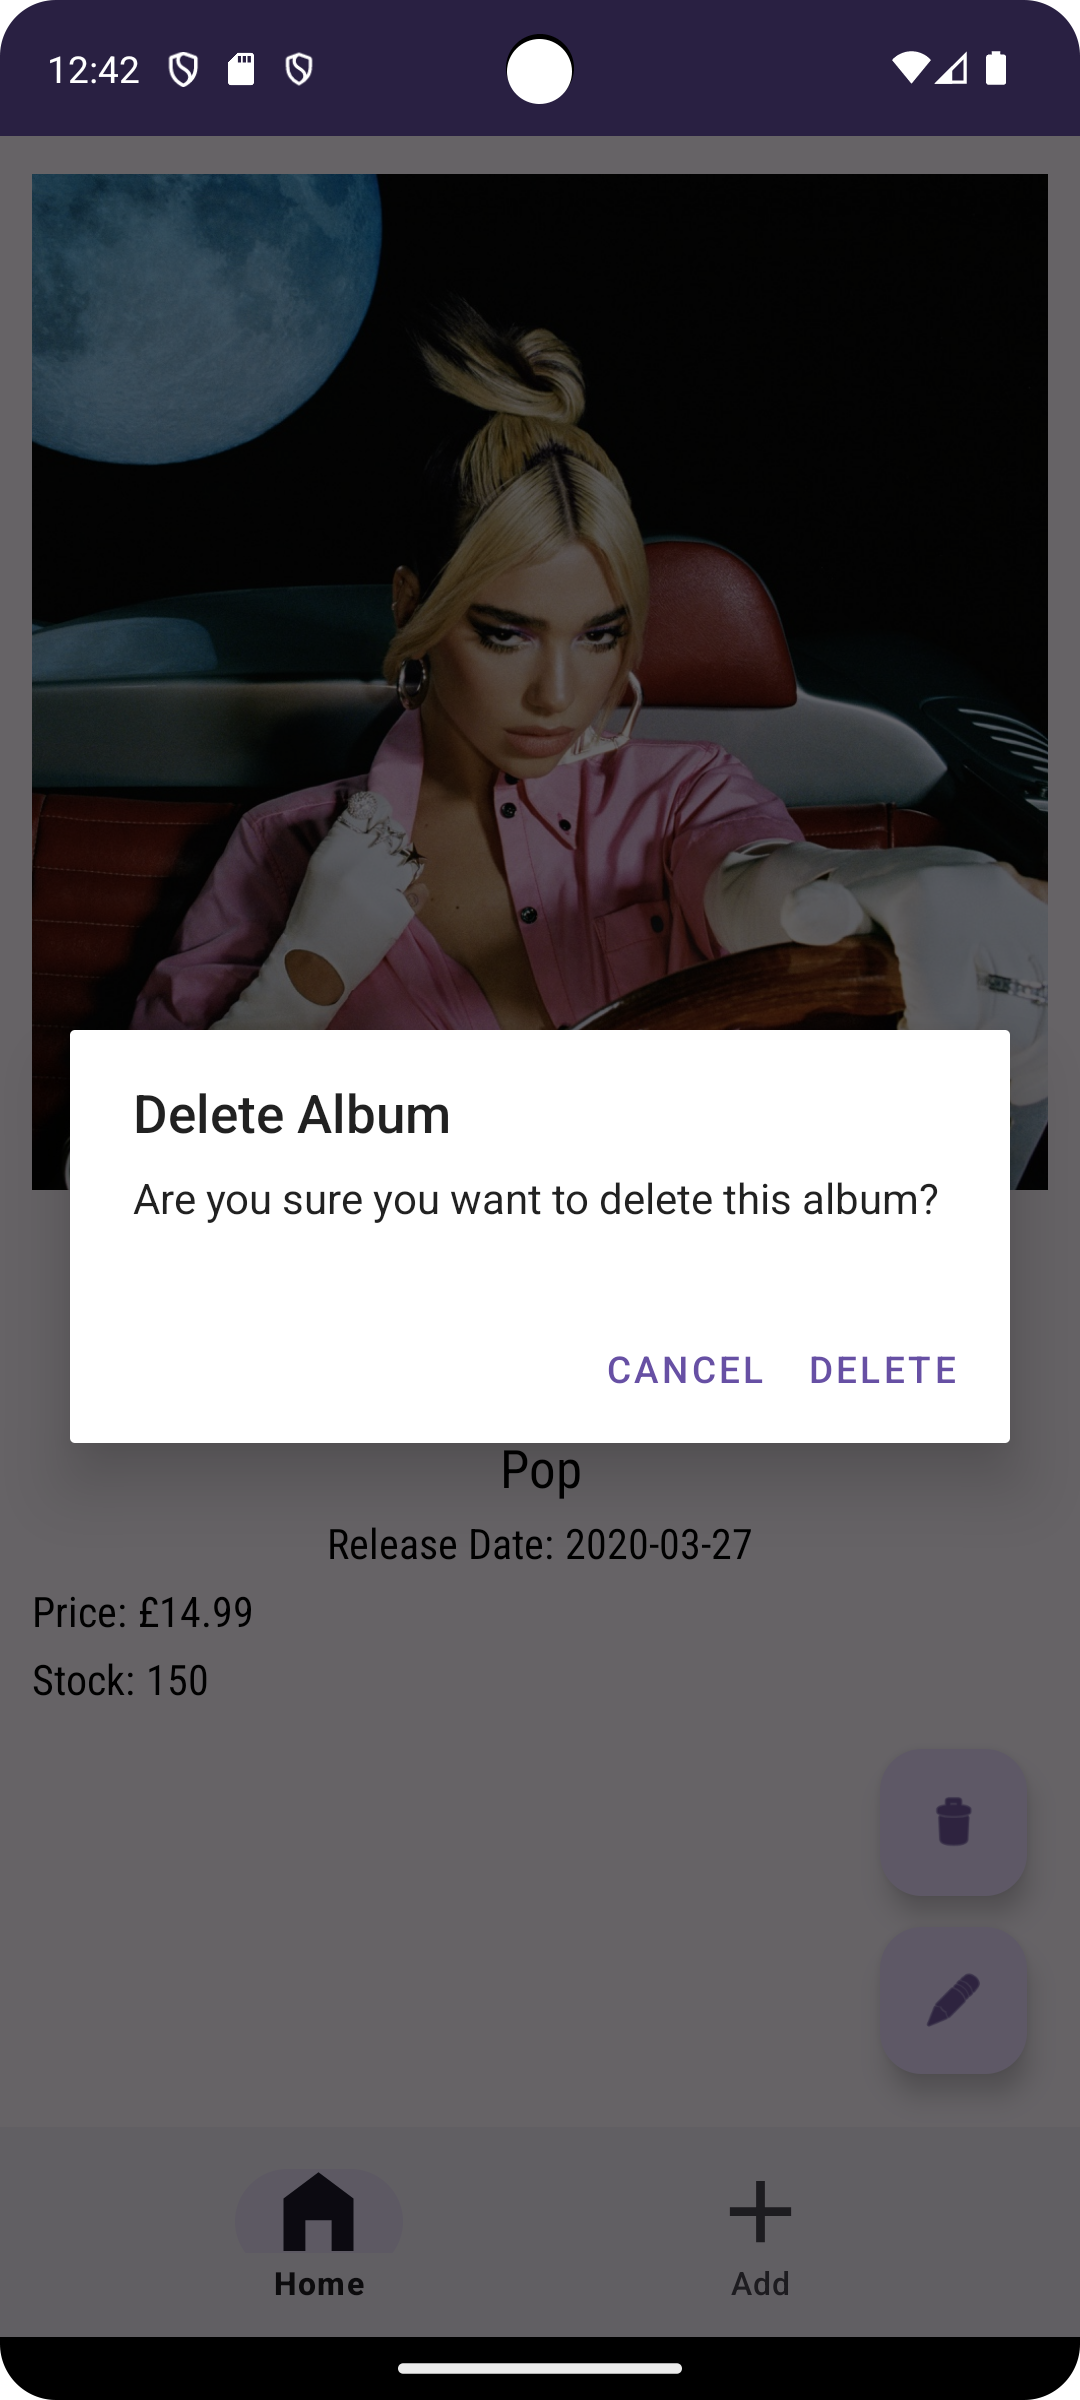 12:42
Delete Album
Are you sure you want to delete this album?
CANCEL DELETE
Pop
Release Date: 2020-03-27
Price: £14.99
Stock: 150
Home Add